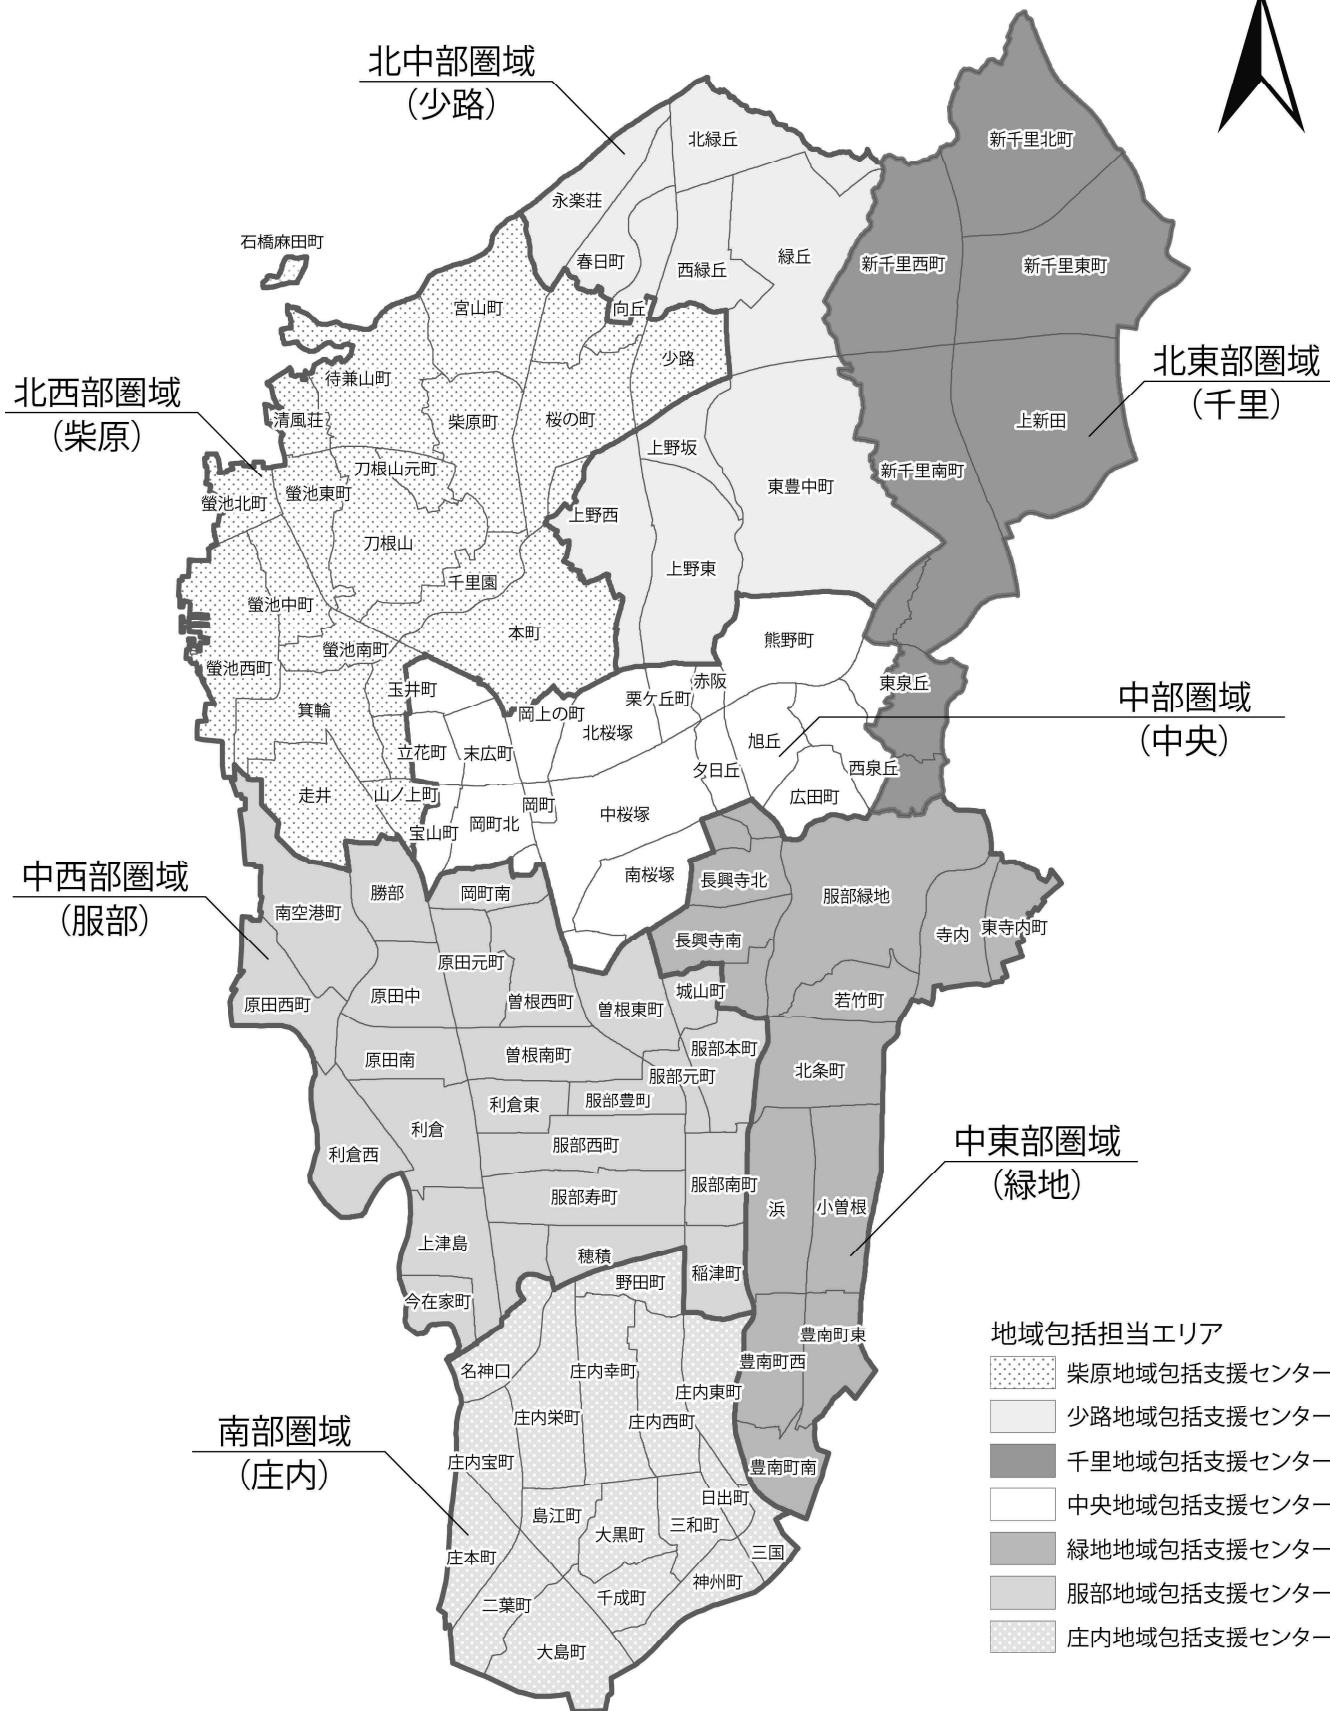 北中部圏域
（少路）
北緑丘
新千里北町
永楽荘
石橋麻田町
春日町
西緑丘
緑丘
新千里西町
新千里東町
宮山町
向丘
少路
北東部圏域
（千里）
北西部圏域
（柴原）
待兼山町
清風荘
柴原町
桜の町
上新田
上野坂
刀根山元町
新千里南町
螢池北町
螢池東町
東豊中町
上野西
刀根山
上野東
千里園
螢池中町
本町
熊野町
螢池西町
螢池南町
玉井町
栗ケ丘町
赤阪
東泉丘
中部圏域
（中央）
箕輪
岡上の町
北桜塚
旭丘
立花町
末広町
夕日丘
西泉丘
走井
山ノ上町
岡町
広田町
宝山町
岡町北
中桜塚
中西部圏域
（服部）
勝部
岡町南
南桜塚
長興寺北
服部緑地
南空港町
長興寺南
寺内
東寺内町
原田元町
原田西町
原田中
曽根西町
曽根東町
城山町
若竹町
原田南
曽根南町
服部本町
服部元町
北条町
利倉東
服部豊町
利倉
服部西町
利倉西
中東部圏域
（緑地）
服部寿町
服部南町
浜
小曽根
上津島
穂積
稲津町
野田町
今在家町
豊南町東
豊南町西
名神口
庄内幸町
庄内東町
庄内栄町
庄内西町
南部圏域
（庄内）
庄内宝町
豊南町南
日出町
島江町
大黒町
三和町
三国
庄本町
神州町
二葉町
千成町
大島町
地域包括担当エリア
柴原地域包括支援センター
少路地域包括支援センター
千里地域包括支援センター
中央地域包括支援センター
緑地地域包括支援センター
服部地域包括支援センター
庄内地域包括支援センター